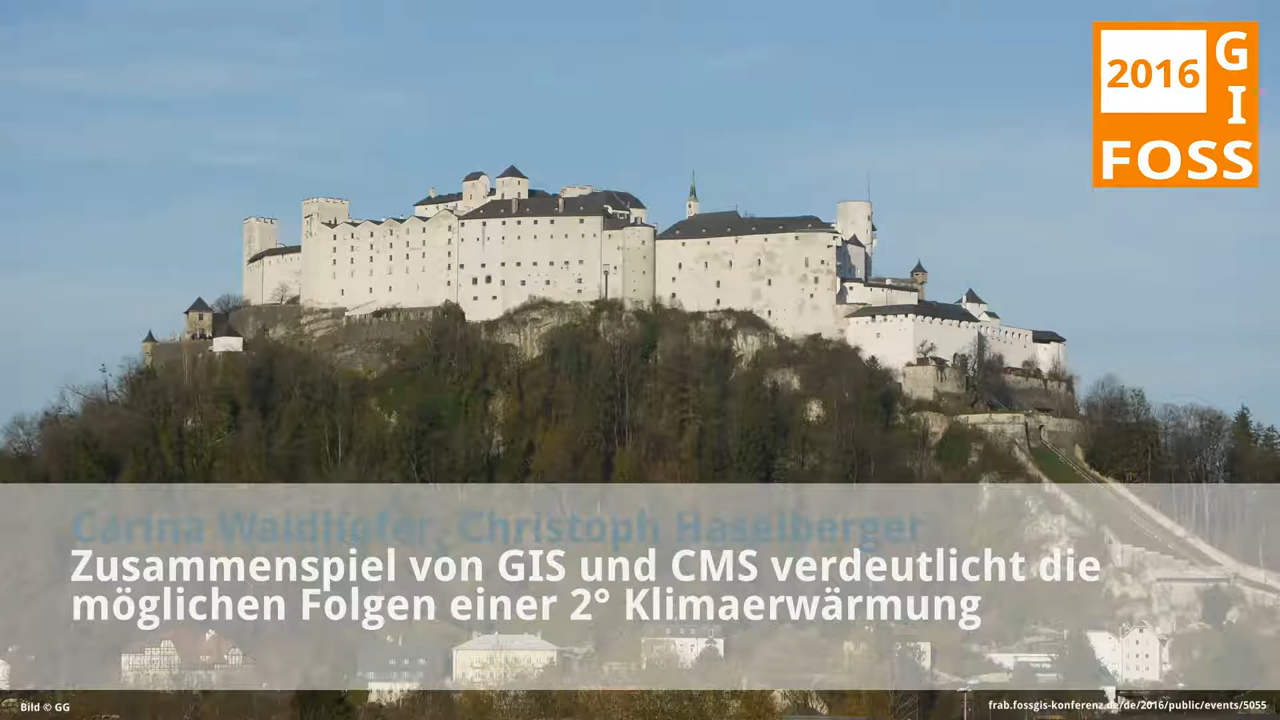 2016
G
I
FOSS
Carina Waldhofer, Christoph Haselberger
Zusammenspiel von GIS und CMS verdeutlicht die
möglichen Folgen einer 2° Klimaerwärmung
Bild © GG
frab.fossgis-konferenz.de/de/2016/public/events/5055